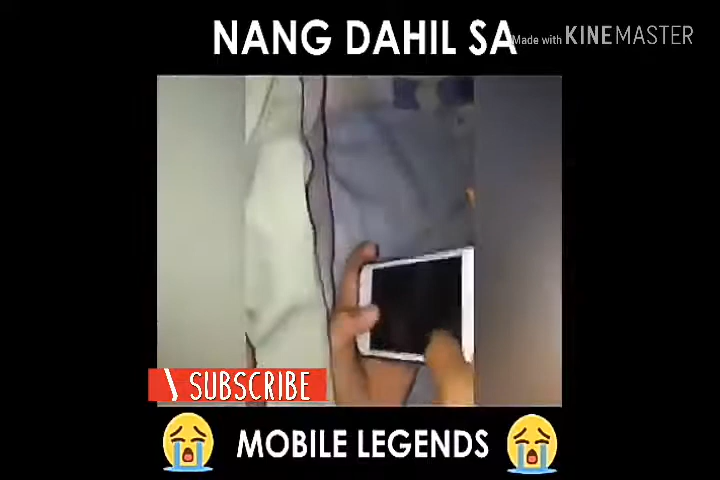 NANG DAHIL SA
Made with KINEMASTER
SUBSCRIBE
MOBILE LEGENDS